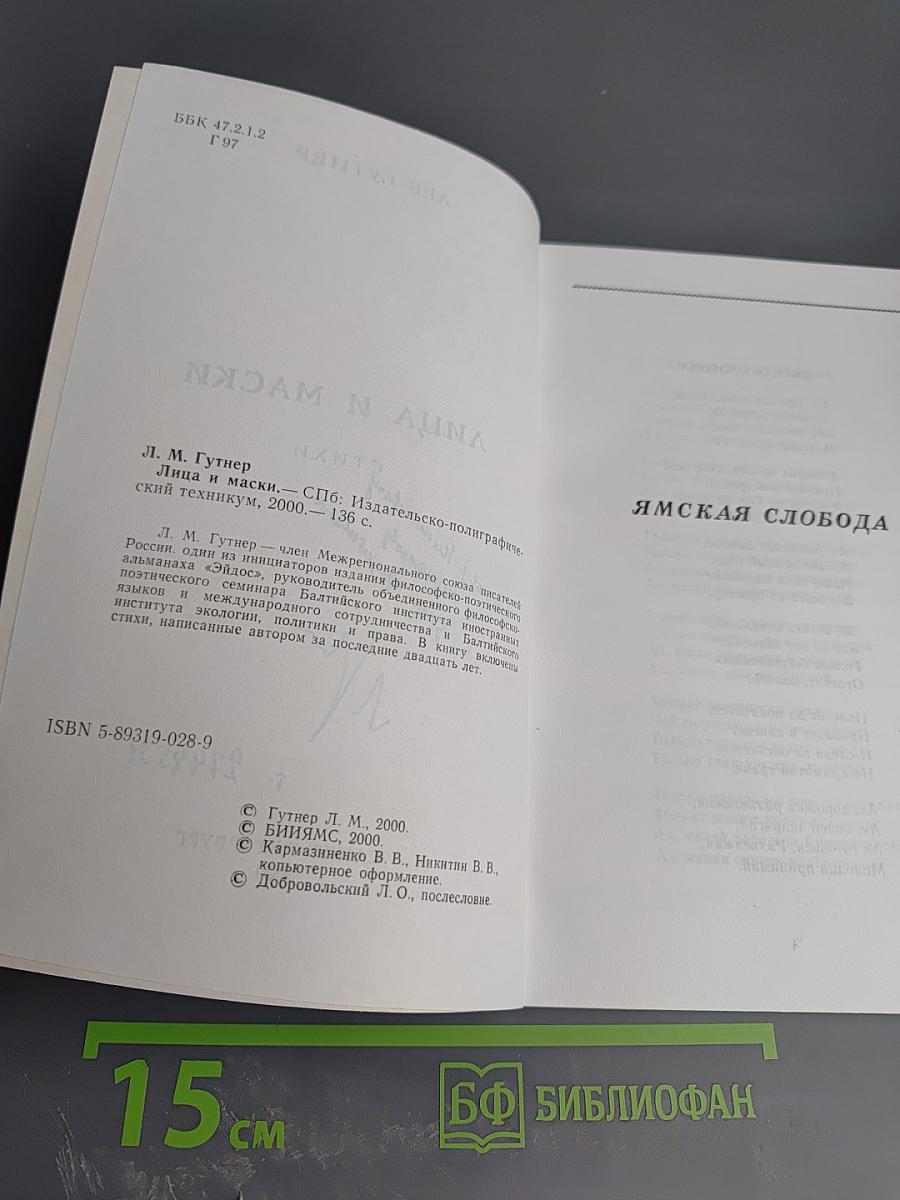 ББК 47.2.1.2
Г 97
Л. М. Гутнер
Лица и маски.— СПб: Издательско-полиграфиче-
ский техникум, 2000.— 136 с.
Л. М. Гутнер — член Межрегионального союза писателей
России. один из инициаторов издания философско-поэтического
альманаха «Эйдос», руководитель объединенного философско-
поэтического семинара Балтийского института иностранных
языков и международного сотрудничества и Балтийского
института экологии, политики и права. В книгу включены
стихи, написанные автором за последние двадцать лет.
ISBN 5-89319-028-9
© Гутнер Л. М., 2000.
© БИИЯМС, 2000.
© Кармазиненко В. В., Никитин В. В.,
копьютерное оформление.
© Добровольский Л. О., послесловие.
ЯМСКАЯ СЛОБОДА
15 см
БФ БИБЛИОФАН